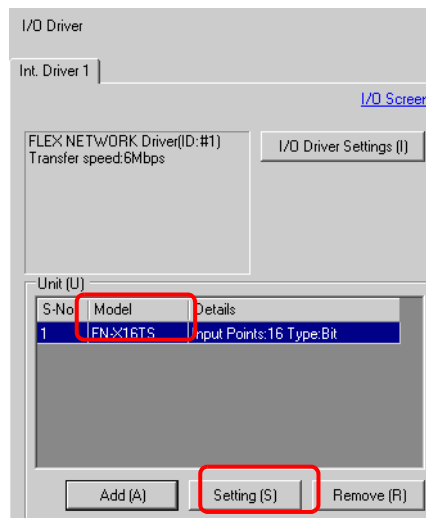 I/O Driver
Int. Driver 1
I/O Screen
FLEX NETWORK Driver(ID:#1)
Transfer speed:6Mbps
I/O Driver Settings (I)
Unit (U)
S-No Model Details
1 FN-X16TS Input Points:16 Type:Bit
Add (A) Setting (S) Remove (R)